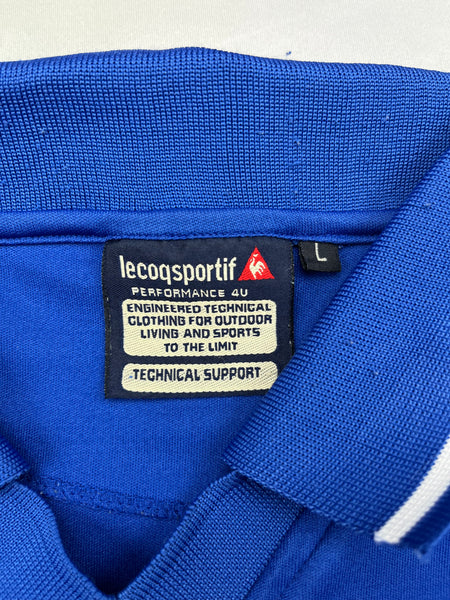 lecoqsportif
PERFORMANCE 4U
ENGINEERED TECHNICAL
CLOTHING FOR OUTDOOR
LIVING AND SPORTS
TO THE LIMIT
TECHNICAL SUPPORT
L